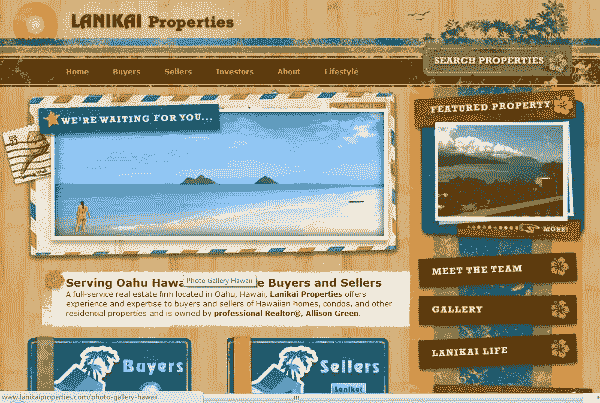 LANIKAI Properties
SEARCH PROPERTIES
Home Buyers Sellers Investors About Lifestyle
WE'RE WAITING FOR YOU...
FEATURED PROPERTY
MORE!
Serving Oahu Hawa e Buyers and Sellers
Photo Gallery Hawaii
A full-service real estate firm located in Oahu, Hawaii, Lanikai Properties offers
experience and expertise to buyers and sellers of Hawaiian homes, condos, and other
residential properties and is owned by professional Realtor®, Allison Green.
MEET THE TEAM
GALLERY
LANIKAI LIFE
Buyers
Sellers
Lanikai
www.lanikaiproperties.com/photo-gallery-hawaii